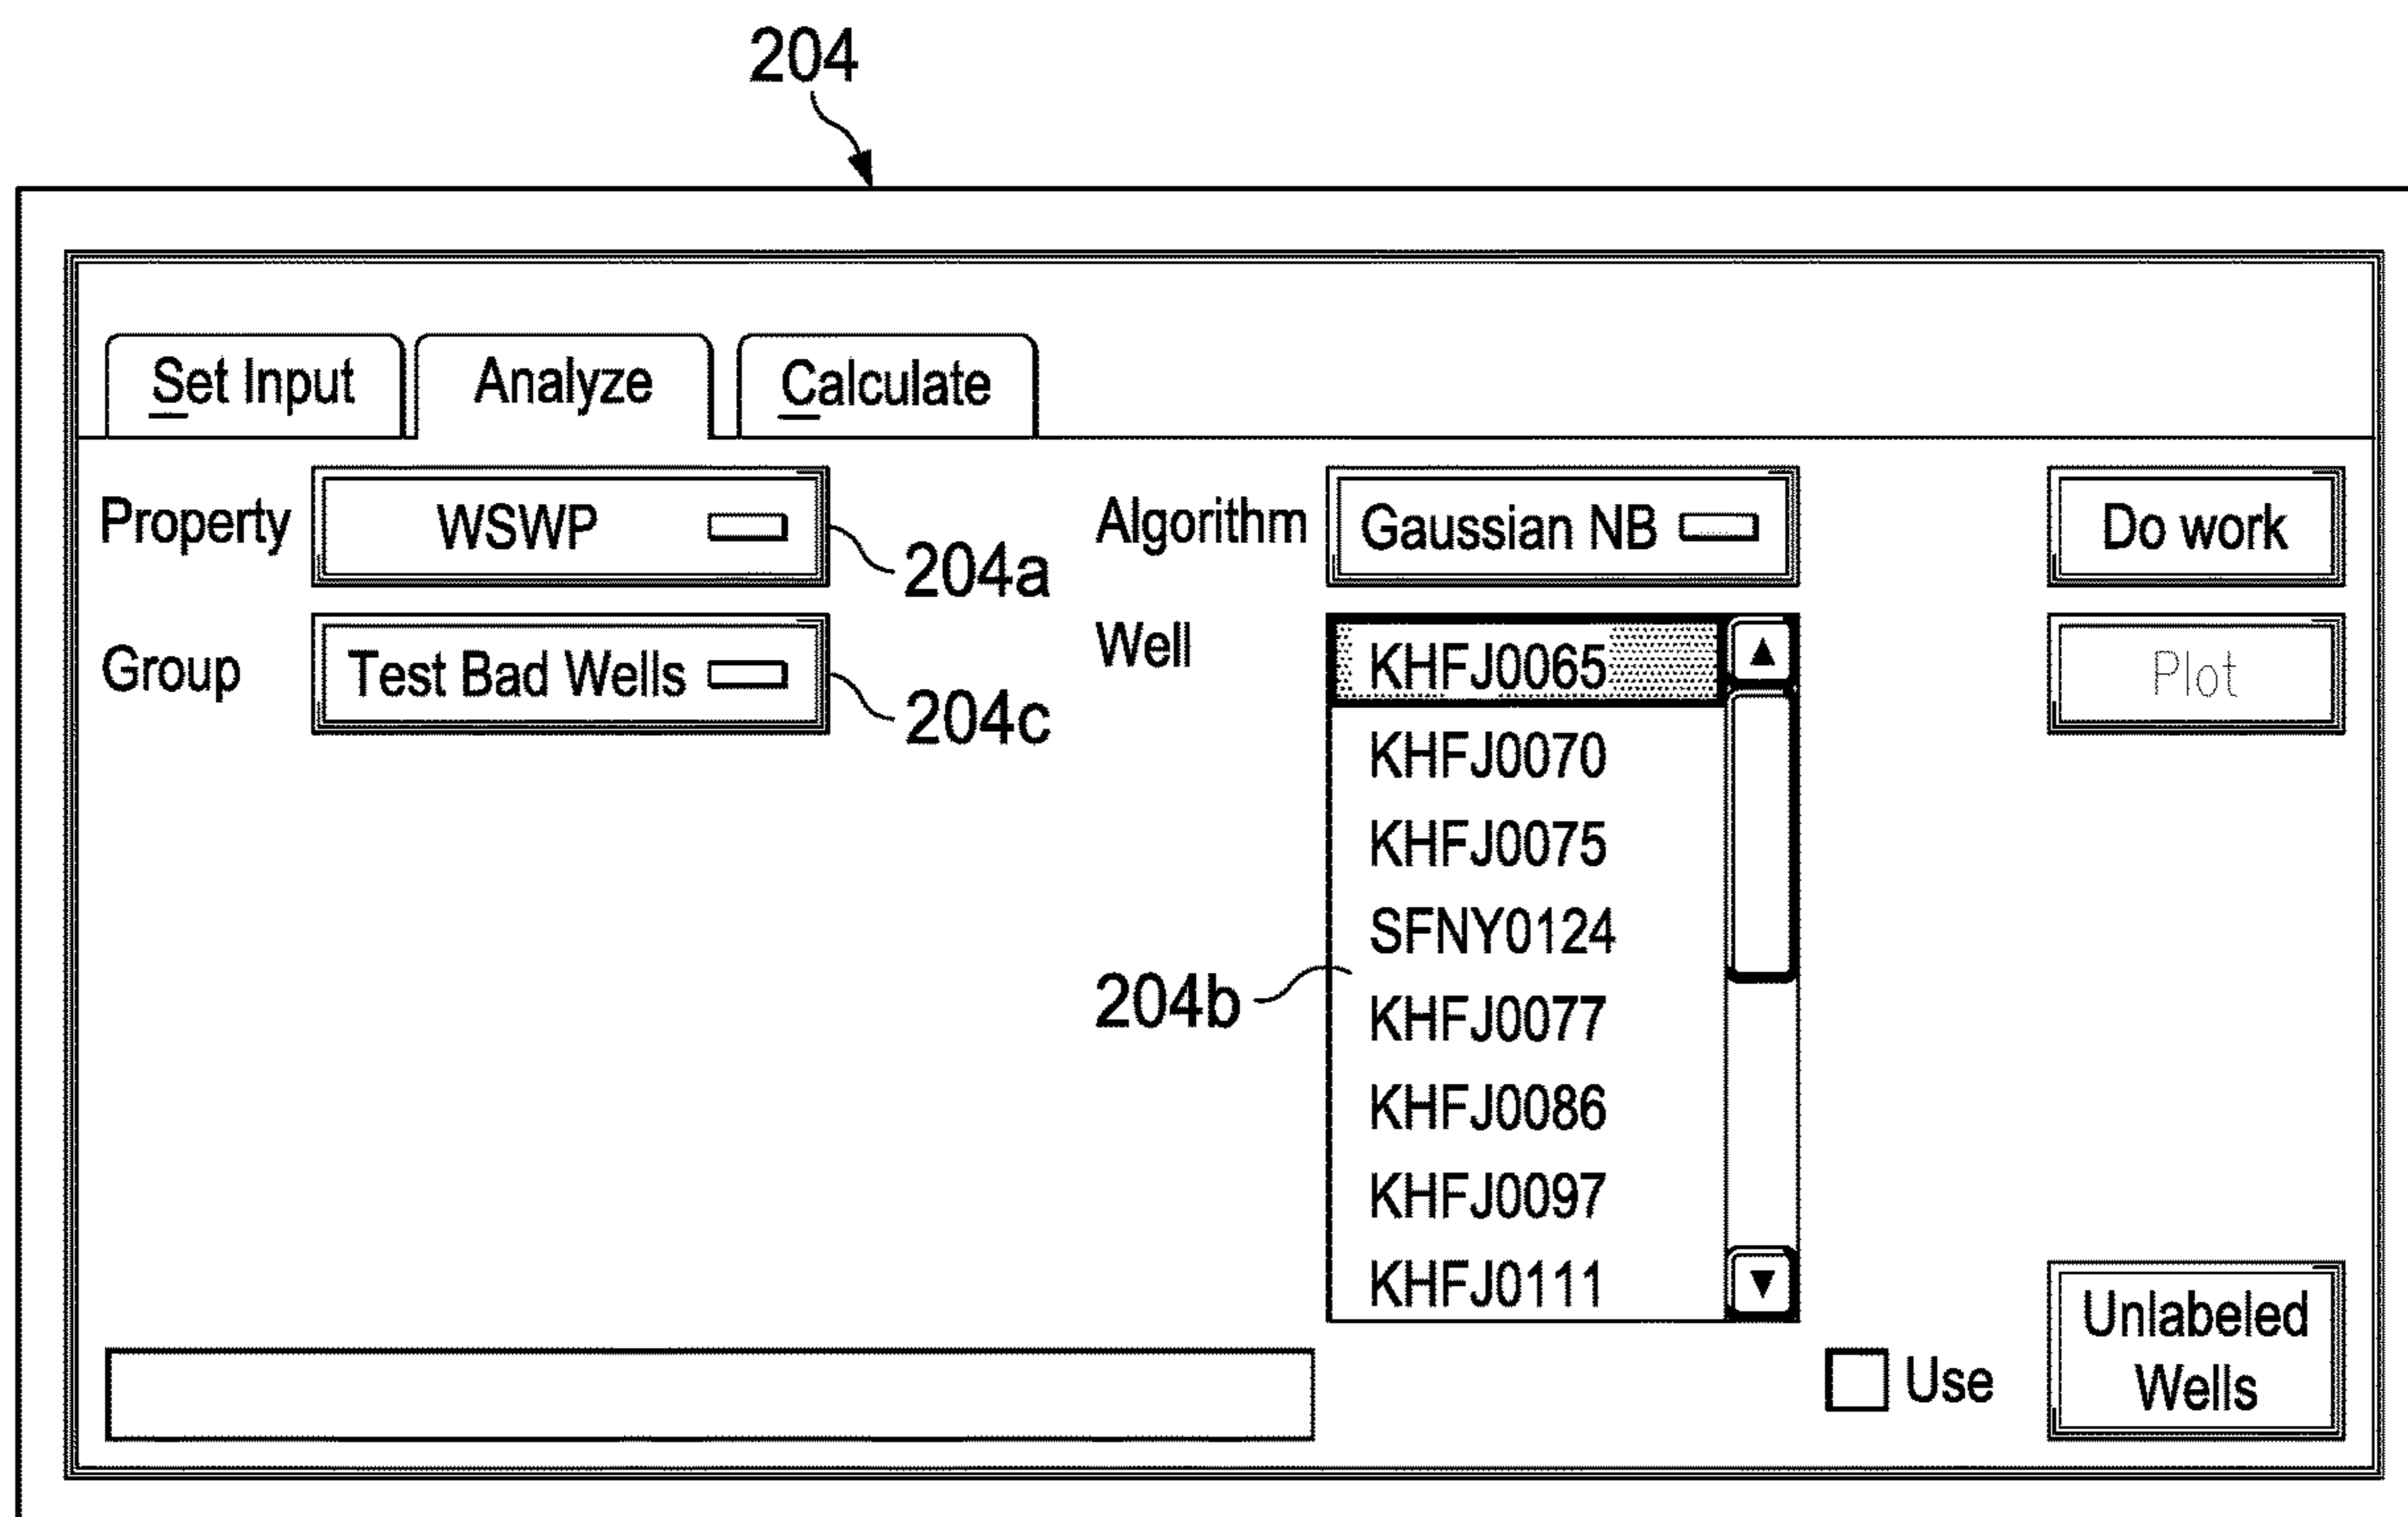 204
Set Input Analyze Calculate
Property WSWP 204a Algorithm Gaussian NB Do work
Group Test Bad Wells 204c Well KHFJ0065 Plot
KHFJ0070
KHFJ0075
SFNY0124
204b KHFJ0077
KHFJ0086
KHFJ0097
KHFJ0111
Use Unlabeled
Wells